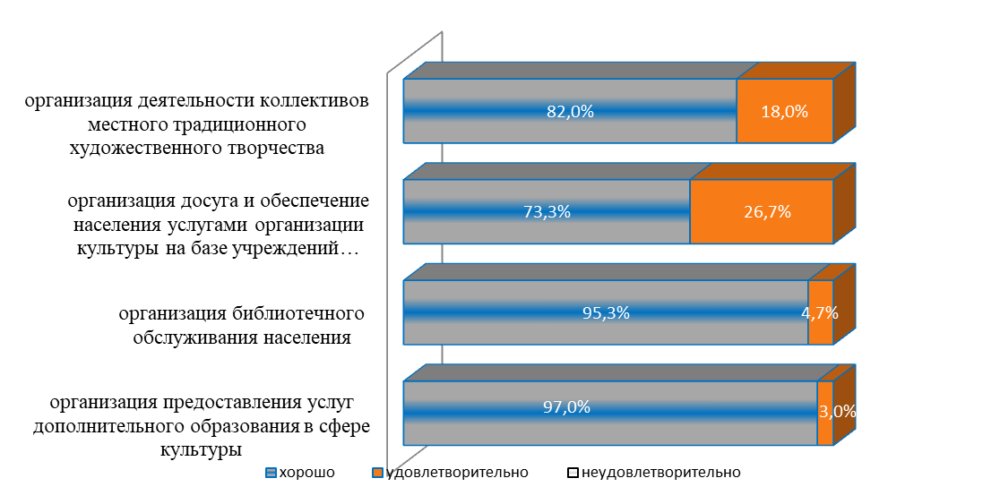 организация деятельности коллективов
местного традиционного
художественного творчества
82,0%
18,0%
организация досуга и обеспечение
населения услугами организации
культуры на базе учреждений…
73,3%
26,7%
организация библиотечного
обслуживания населения
95,3%
4,7%
организация предоставления услуг
дополнительного образования в сфере
культуры
97,0%
3,0%
хорошо
удовлетворительно
неудовлетворительно